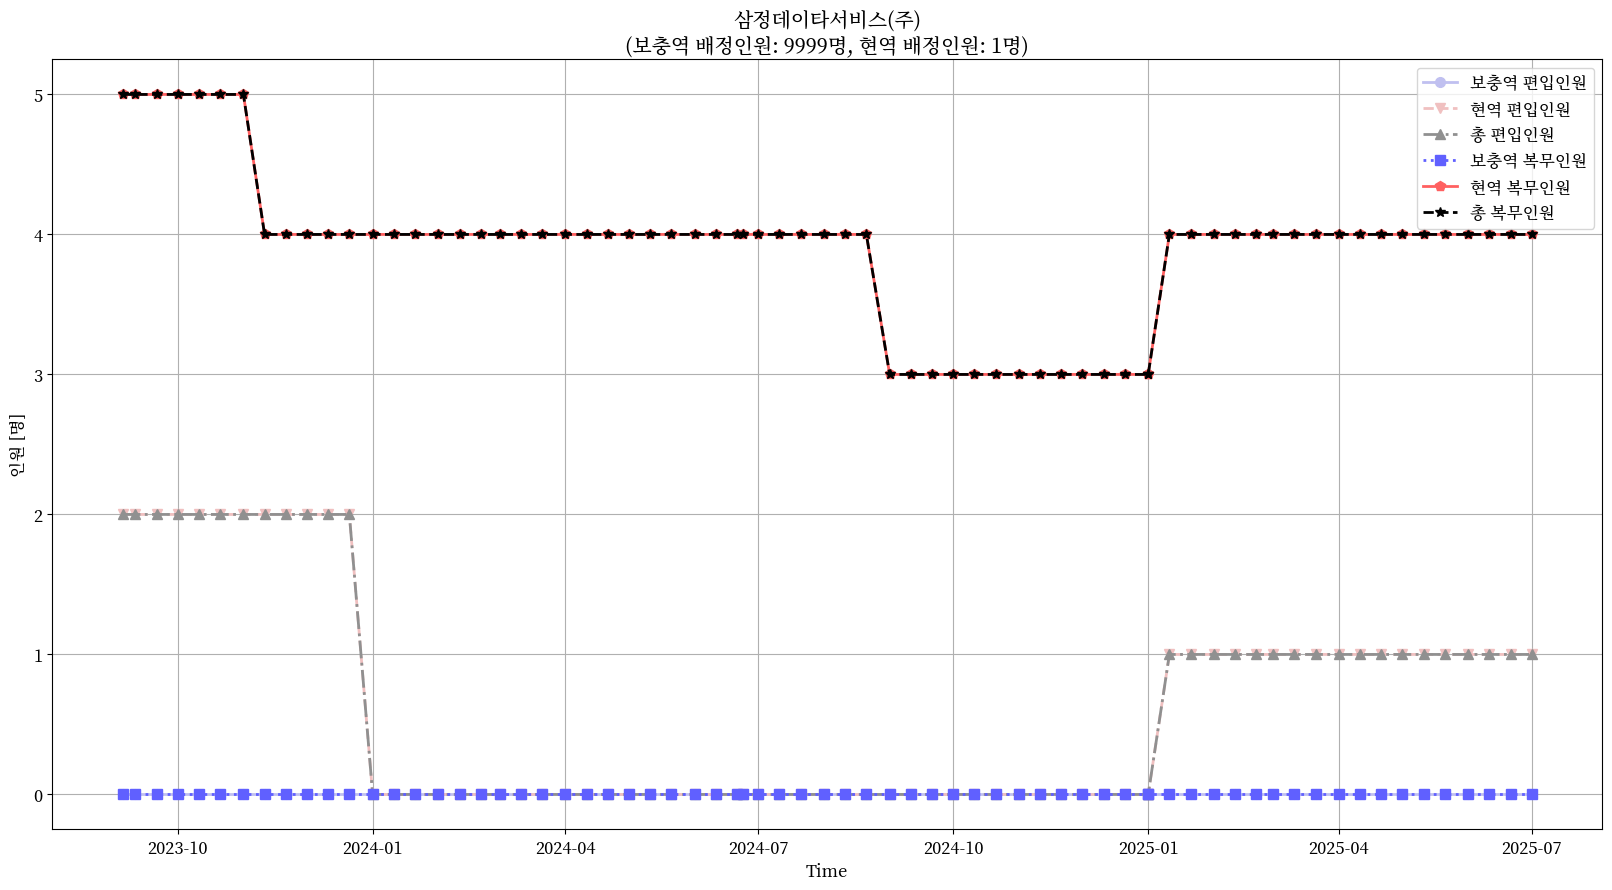 삼정데이타서비스(주)
(보충역 배정인원: 9999명, 현역 배정인원: 1명)
보충역 편입인원
현역 편입인원
총 편입인원
보충역 복무인원
현역 복무인원
총 복무인원
인원 [명]
5
4
3
2
1
0
2023-10
2024-01
2024-04
2024-07
2024-10
2025-01
2025-04
2025-07
Time